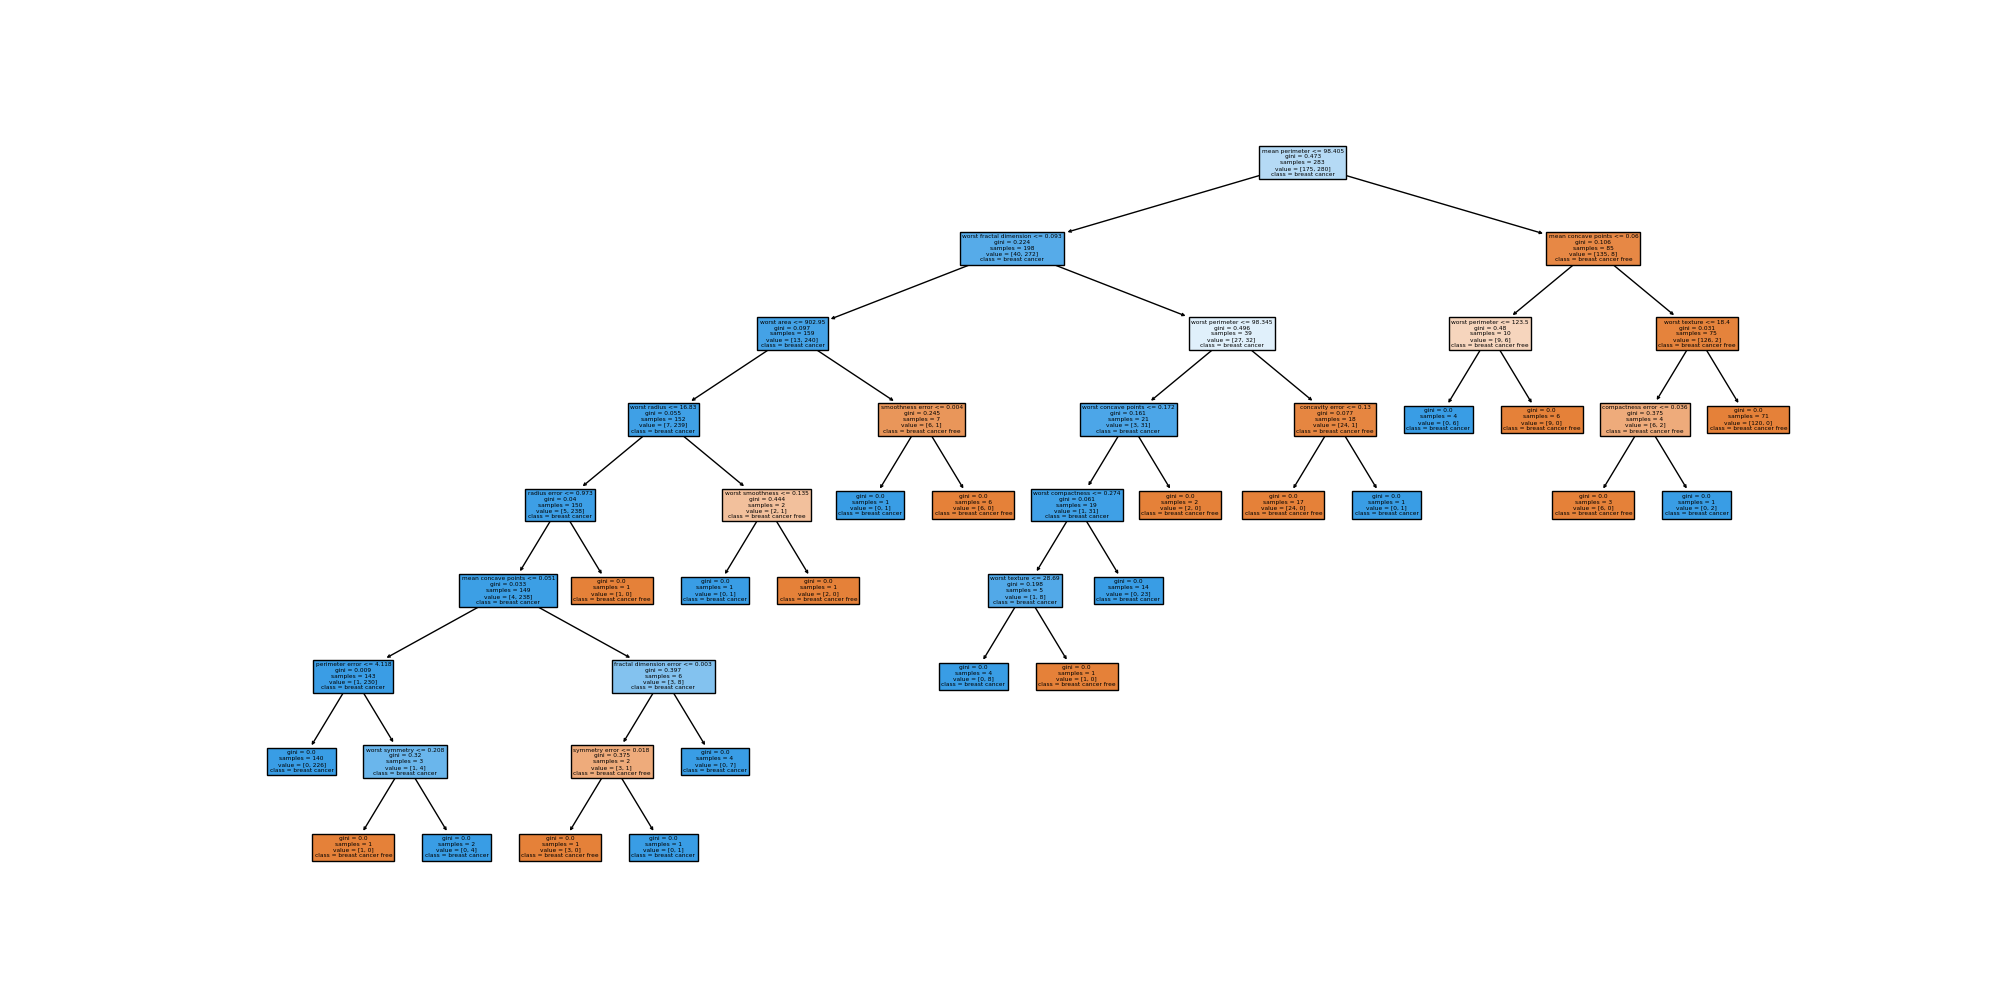 mean perimeter <= 98.405
gini = 0.473
samples = 283
value = [175, 280]
class = breast cancer
worst fractal dimension <= 0.093
gini = 0.224
samples = 198
value = [40, 272]
class = breast cancer
mean concave points <= 0.06
gini = 0.106
samples = 85
value = [135, 8]
class = breast cancer free
worst area <= 902.95
gini = 0.097
samples = 159
value = [13, 240]
class = breast cancer
worst perimeter <= 98.345
gini = 0.496
samples = 39
value = [27, 32]
class = breast cancer
worst perimeter <= 123.5
gini = 0.48
samples = 10
value = [9, 6]
class = breast cancer free
worst texture <= 18.4
gini = 0.031
samples = 75
value = [126, 2]
class = breast cancer free
worst radius <= 16.83
gini = 0.055
samples = 152
value = [7, 239]
class = breast cancer
smoothness error <= 0.004
gini = 0.245
samples = 7
value = [6, 1]
class = breast cancer free
worst concave points <= 0.172
gini = 0.161
samples = 21
value = [3, 31]
class = breast cancer
concavity error <= 0.13
gini = 0.077
samples = 18
value = [24, 1]
class = breast cancer free
gini = 0.0
samples = 4
value = [0, 6]
class = breast cancer
gini = 0.0
samples = 6
value = [9, 0]
class = breast cancer free
compactness error <= 0.036
gini = 0.375
samples = 4
value = [6, 2]
class = breast cancer free
gini = 0.0
samples = 71
value = [120, 0]
class = breast cancer free
radius error <= 0.973
gini = 0.04
samples = 150
value = [5, 238]
class = breast cancer
worst smoothness <= 0.135
gini = 0.444
samples = 2
value = [2, 1]
class = breast cancer free
gini = 0.0
samples = 1
value = [0, 1]
class = breast cancer
gini = 0.0
samples = 6
value = [6, 0]
class = breast cancer free
worst compactness <= 0.274
gini = 0.061
samples = 19
value = [1, 31]
class = breast cancer
gini = 0.0
samples = 2
value = [2, 0]
class = breast cancer free
gini = 0.0
samples = 17
value = [24, 0]
class = breast cancer free
gini = 0.0
samples = 1
value = [0, 1]
class = breast cancer
gini = 0.0
samples = 3
value = [6, 0]
class = breast cancer free
gini = 0.0
samples = 1
value = [0, 2]
class = breast cancer
mean concave points <= 0.051
gini = 0.033
samples = 149
value = [4, 238]
class = breast cancer
gini = 0.0
samples = 1
value = [1, 0]
class = breast cancer free
gini = 0.0
samples = 1
value = [0, 1]
class = breast cancer
gini = 0.0
samples = 1
value = [2, 0]
class = breast cancer free
worst texture <= 28.69
gini = 0.198
samples = 5
value = [1, 8]
class = breast cancer
gini = 0.0
samples = 14
value = [0, 23]
class = breast cancer
perimeter error <= 4.118
gini = 0.009
samples = 143
value = [1, 230]
class = breast cancer
fractal dimension error <= 0.003
gini = 0.397
samples = 6
value = [3, 8]
class = breast cancer
gini = 0.0
samples = 4
value = [0, 8]
class = breast cancer
gini = 0.0
samples = 1
value = [1, 0]
class = breast cancer free
gini = 0.0
samples = 140
value = [0, 226]
class = breast cancer
worst symmetry <= 0.208
gini = 0.32
samples = 3
value = [1, 4]
class = breast cancer
symmetry error <= 0.018
gini = 0.375
samples = 2
value = [3, 1]
class = breast cancer free
gini = 0.0
samples = 4
value = [0, 7]
class = breast cancer
gini = 0.0
samples = 1
value = [1, 0]
class = breast cancer free
gini = 0.0
samples = 2
value = [0, 4]
class = breast cancer
gini = 0.0
samples = 1
value = [3, 0]
class = breast cancer free
gini = 0.0
samples = 1
value = [0, 1]
class = breast cancer